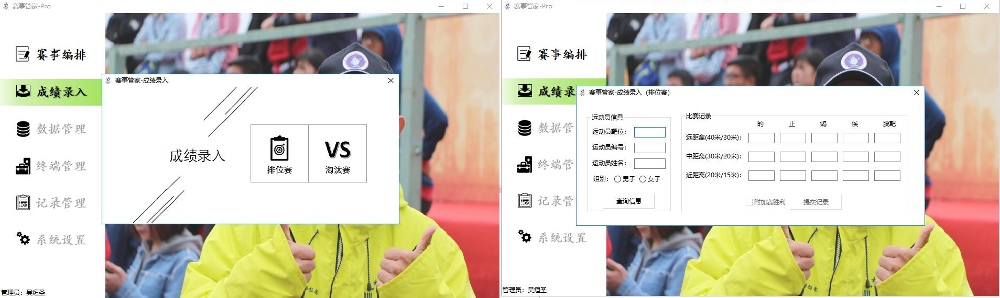 赛事管家-Pro
赛事编排
成绩录入
数据管理
终端管理
记录管理
系统设置
管理员：吴烜圣
赛事管家-成绩录入
成绩录入
排位赛
VS
淘汰赛
赛事管家-Pro
赛事编排
成绩录
数据管
终端管
记录管
系统设置
管理员：吴烜圣
赛事管家-成绩录入（排位赛）
运动员信息
运动员靶位：
运动员编号：
运动员姓名：
组别： 男子 女子
查询信息
比赛记录
的 正 鹄 侯 脱靶
远距离(40米/30米)：
中距离(30米/20米)：
近距离(20米/15米)：
附加赛胜利 提交记录